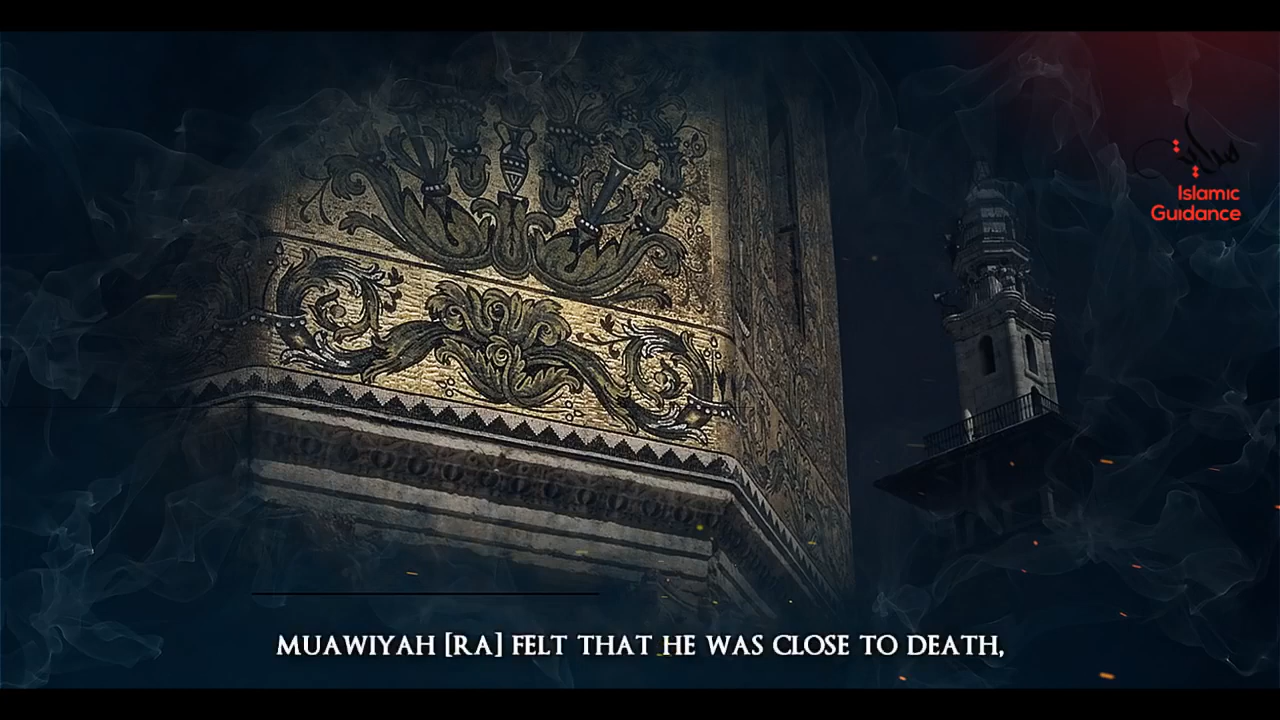 Islamic
Guidance
MUAWIYAH [RA] FELT THAT HE WAS CLOSE TO DEATH,